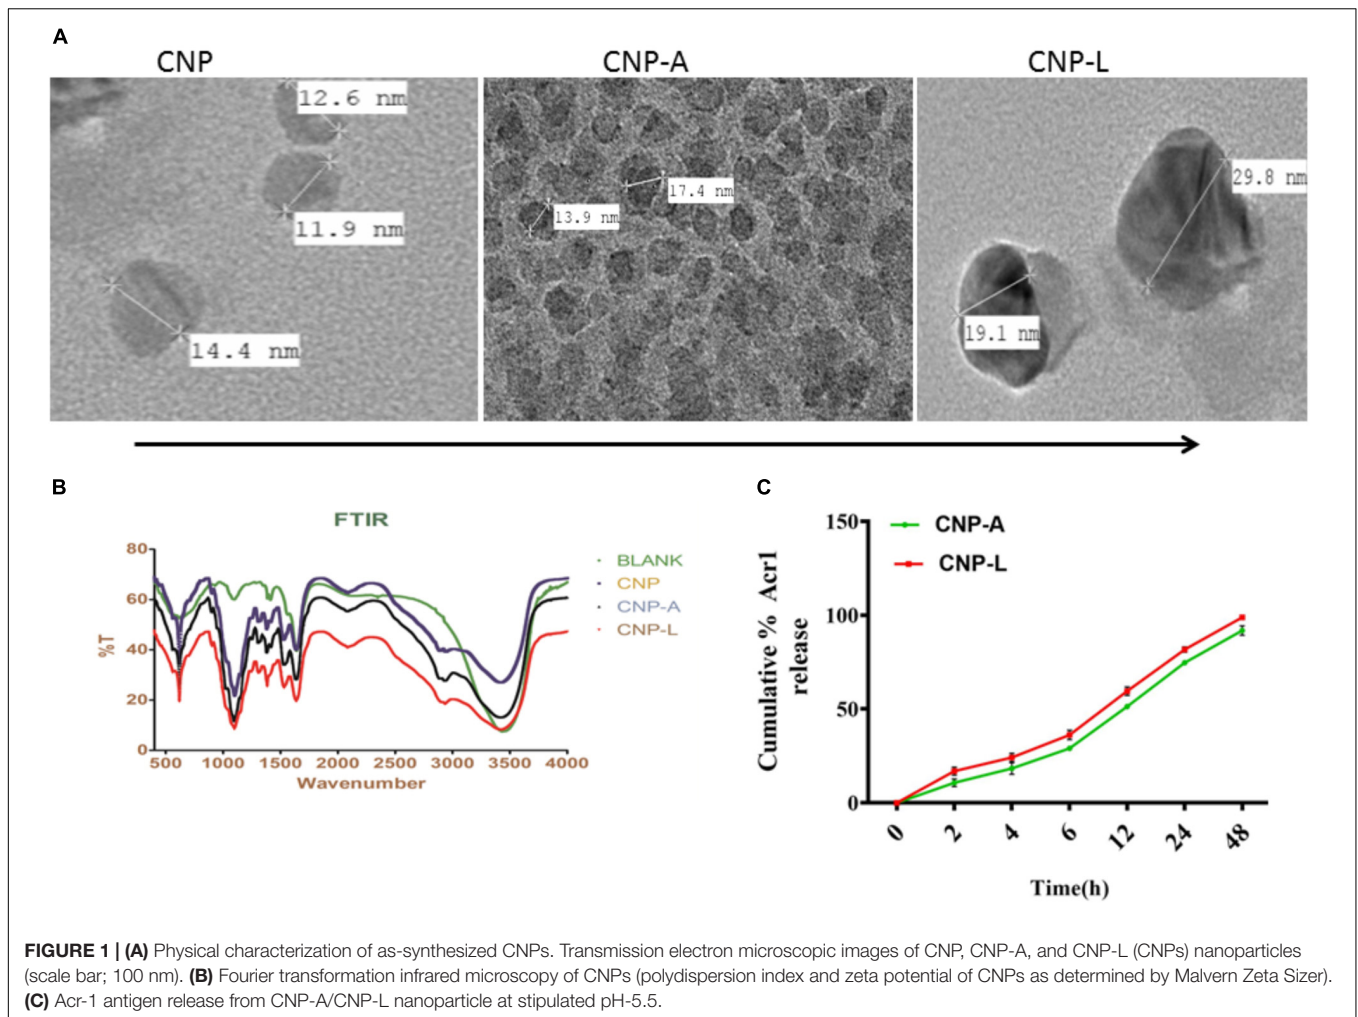 A
CNP
CNP-A
CNP-L
12.6 nm
11.9 nm
14.4 nm
17.4 nm
13.9 nm
29.8 nm
19.1 nm
B
FTIR
80
60
40
20
0
%T
500 1000 1500 2000 2500 3000 3500 4000
Wavenumber
BLANK
CNP
CNP-A
CNP-L
C
150
100
50
0
Cumulative % Acr1
release
CNP-A
CNP-L
0 2 4 6 12 24 48
Time(h)
FIGURE 1 | (A) Physical characterization of as-synthesized CNPs. Transmission electron microscopic images of CNP, CNP-A, and CNP-L (CNPs) nanoparticles
(scale bar; 100 nm). (B) Fourier transformation infrared microscopy of CNPs (polydispersion index and zeta potential of CNPs as determined by Malvern Zeta Sizer).
(C) Acr-1 antigen release from CNP-A/CNP-L nanoparticle at stipulated pH-5.5.